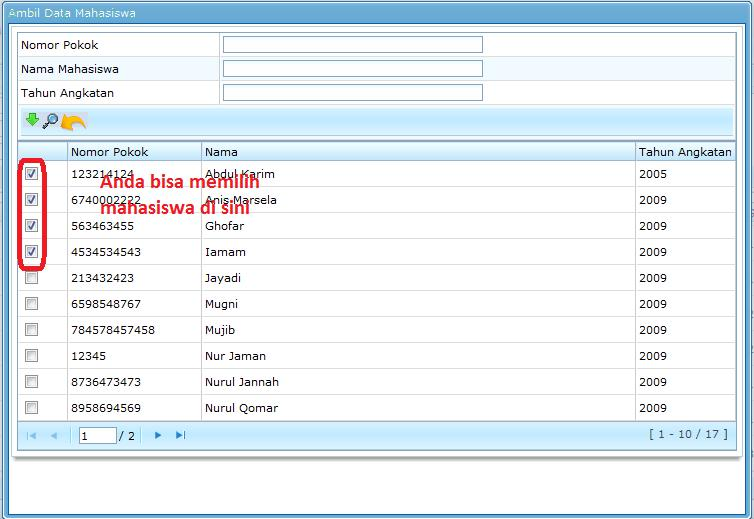 Ambil Data Mahasiswa
Nomor Pokok
Nama Mahasiswa
Tahun Angkatan
Nomor Pokok Nama Tahun Angkatan
123214124 Abdul Karim 2005
Anda bisa memilih
6740002222 Anis Marsela 2009
mahasiswa di sini
563463455 Ghofar 2009
4534534543 Iamam 2009
213432423 Jayadi 2009
6598548767 Mugni 2009
784578457458 Mujib 2009
12345 Nur Jaman 2009
8736473473 Nurul Jannah 2009
8958694569 Nurul Qomar 2009
1 / 2 [ 1 - 10 / 17 ]